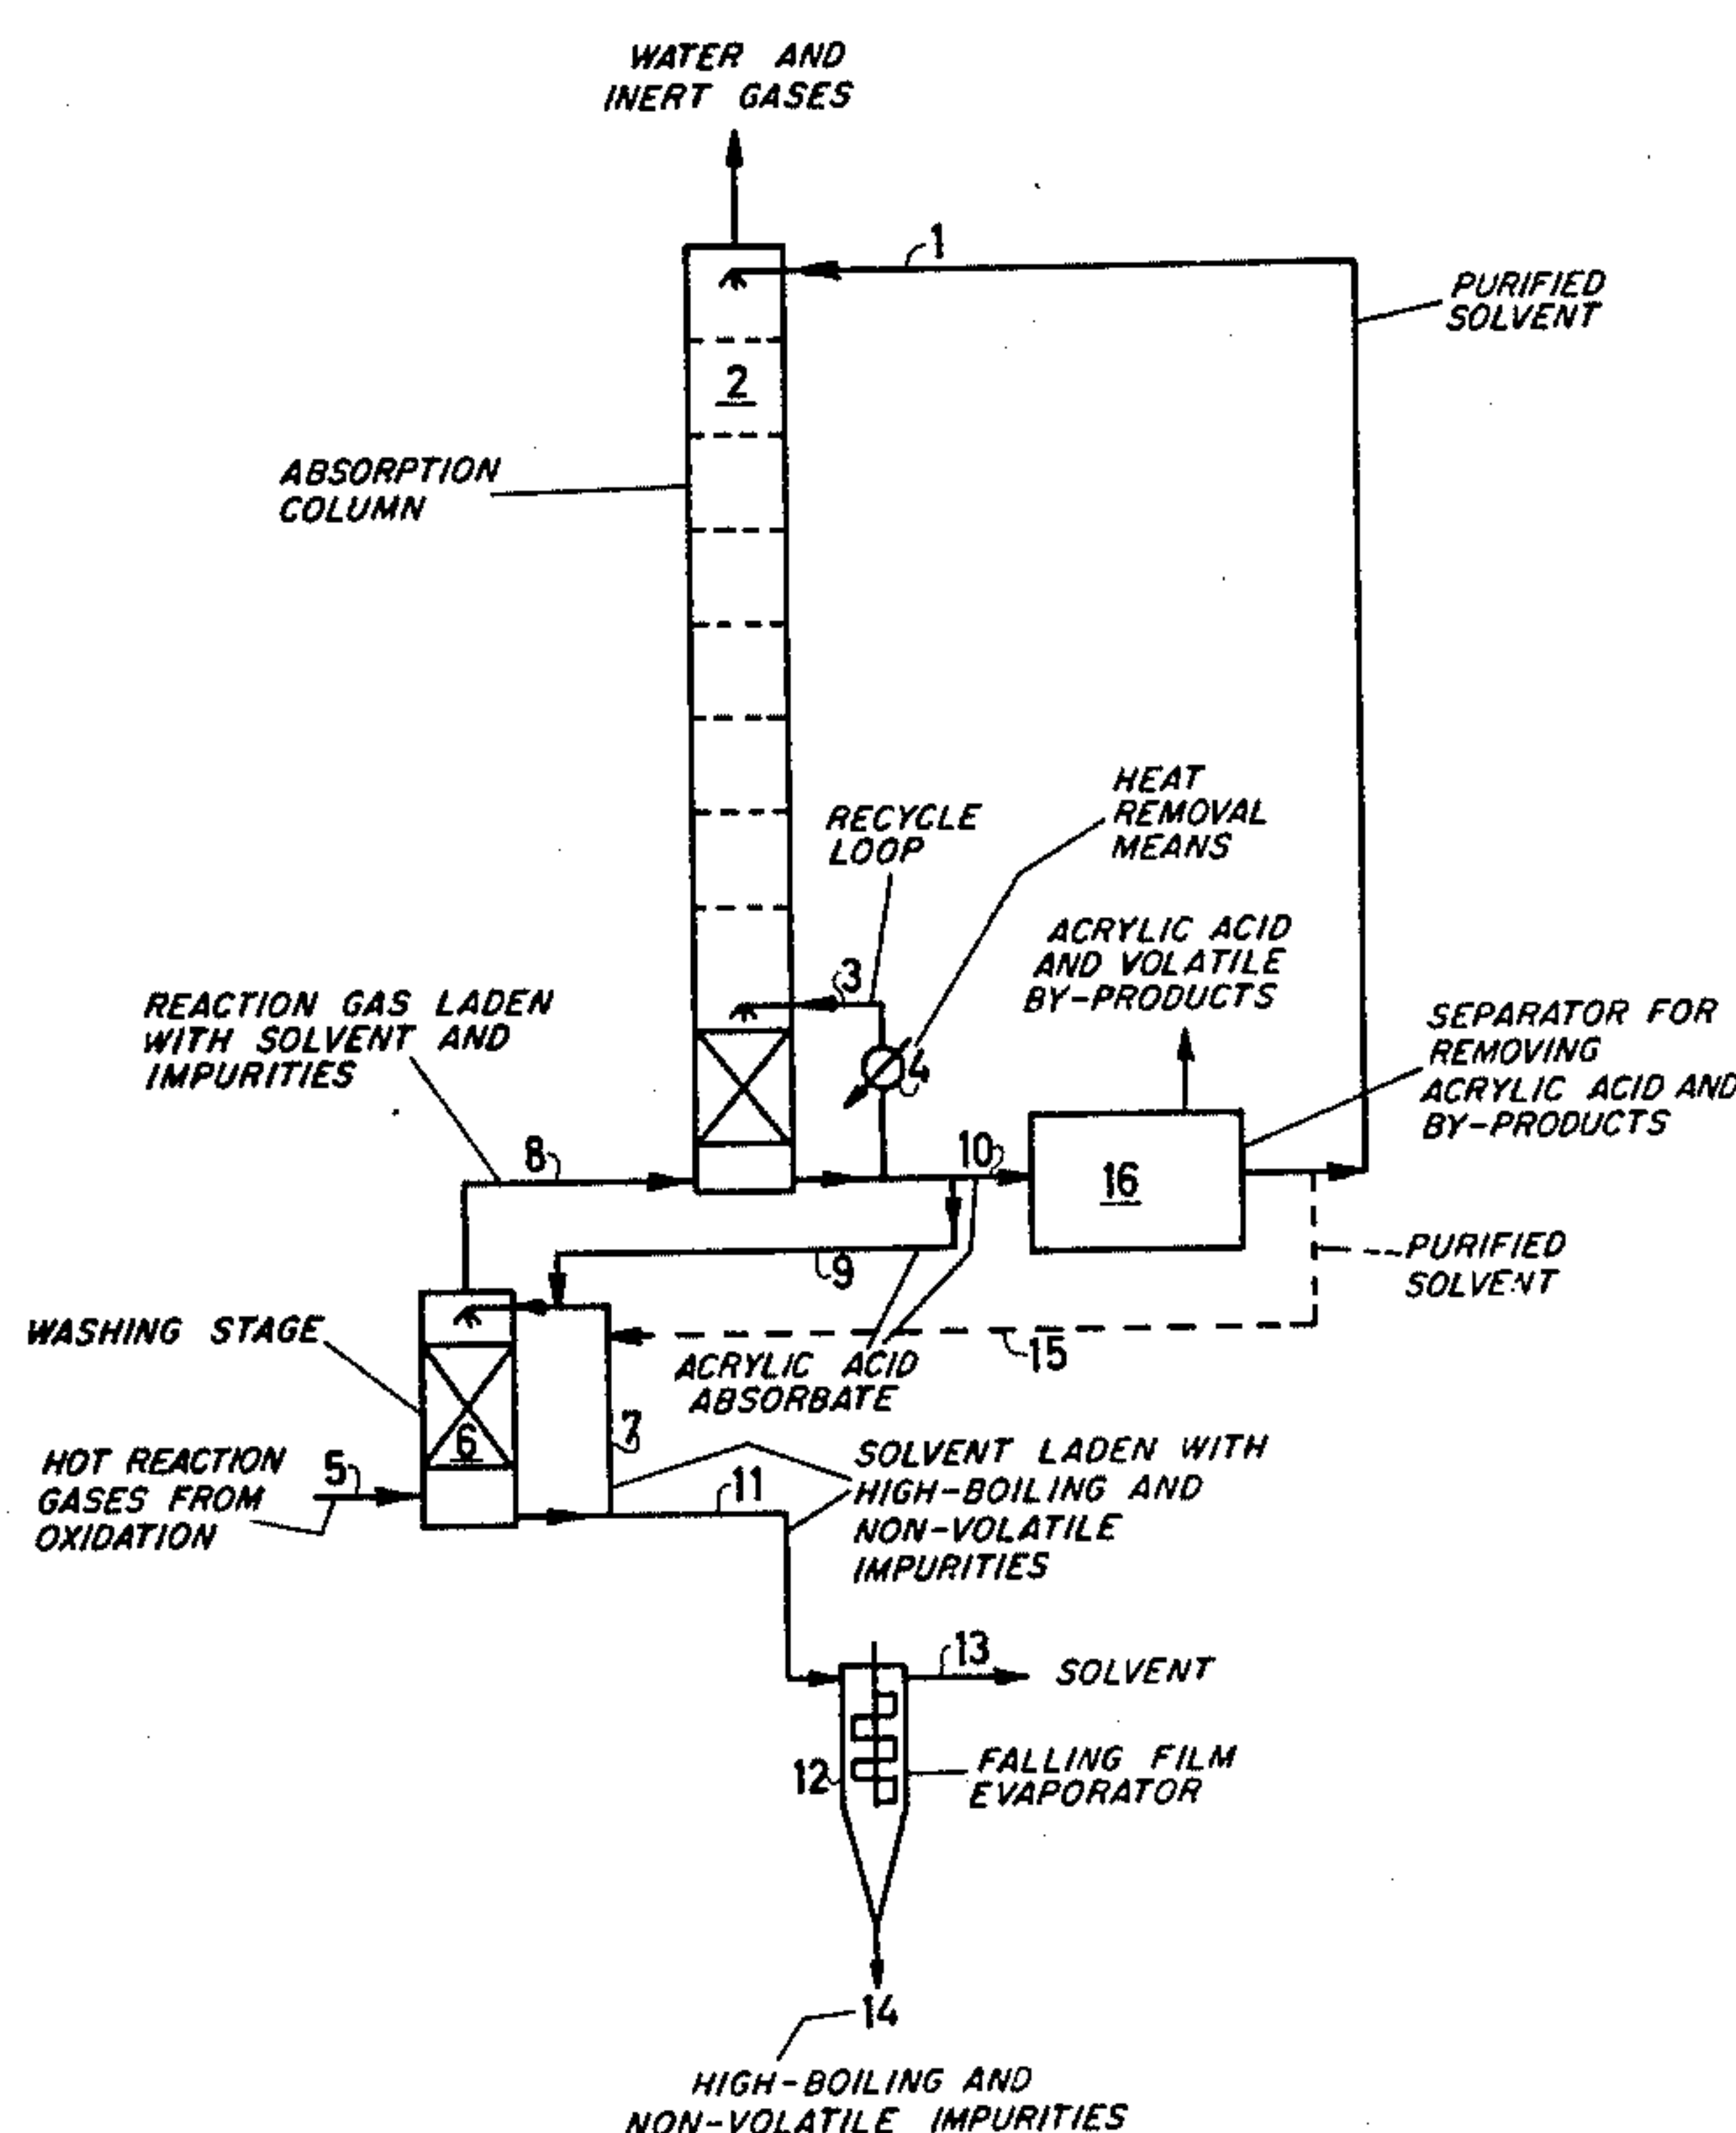 WATER AND
INERT GASES
1
PURIFIED
SOLVENT
2
ABSORPTION
COLUMN
HEAT
REMOVAL
MEANS
RECYCLE
LOOP
ACRYLIC ACID
AND VOLATILE
BY-PRODUCTS
3
REACTION GAS LADEN
WITH SOLVENT AND
IMPURITIES
4
SEPARATOR FOR
REMOVING
ACRYLIC ACID AND
BY-PRODUCTS
8
10
16
9
PURIFIED
SOLVENT
WASHING STAGE
15
ACRYLIC ACID
ABSORBATE
7
6
HOT REACTION
GASES FROM
OXIDATION
5
SOLVENT LADEN WITH
HIGH-BOILING AND
NON-VOLATILE
IMPURITIES
11
13
SOLVENT
12
FALLING FILM
EVAPORATOR
14
HIGH-BOILING AND
NON-VOLATILE IMPURITIES